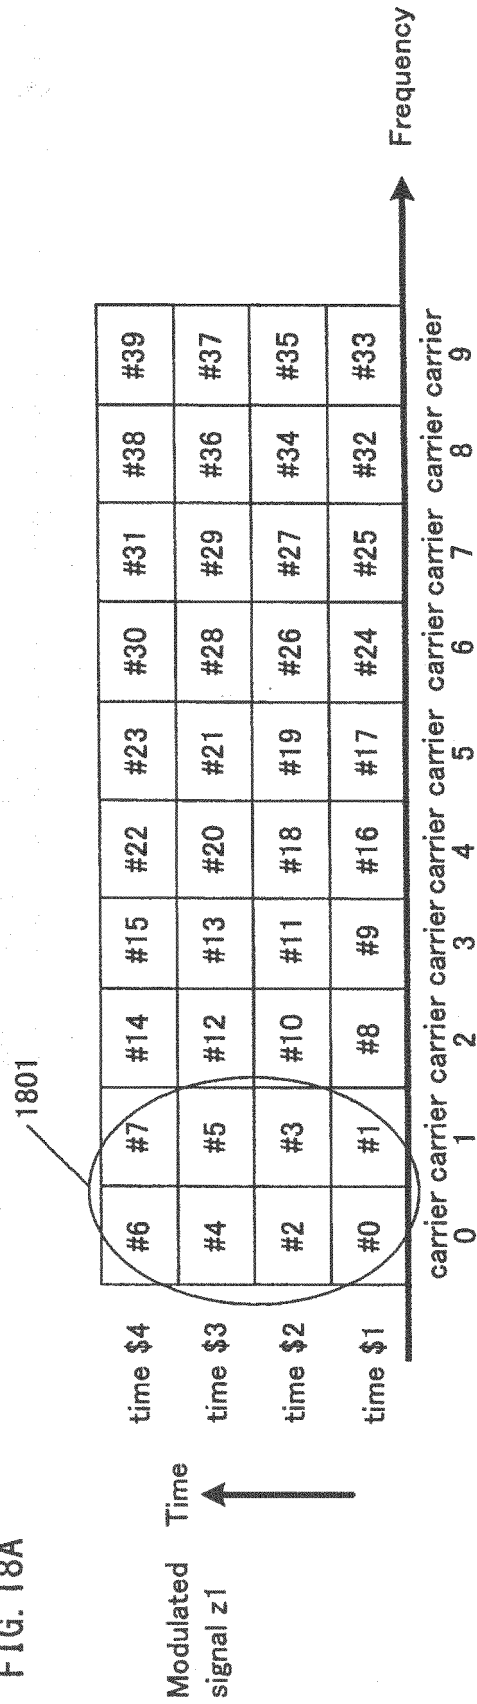 FIG. 18A
1801
Modulated
signal z1
Time
time $4 #6 #7 #14 #15 #22 #23 #30 #31 #38 #39
time $3 #4 #5 #12 #13 #20 #21 #28 #29 #36 #37
time $2 #2 #3 #10 #11 #18 #19 #26 #27 #34 #35
time $1 #0 #1 #8 #9 #16 #17 #24 #25 #32 #33
carrier carrier carrier carrier carrier carrier carrier carrier carrier carrier
0 1 2 3 4 5 6 7 8 9
Frequency